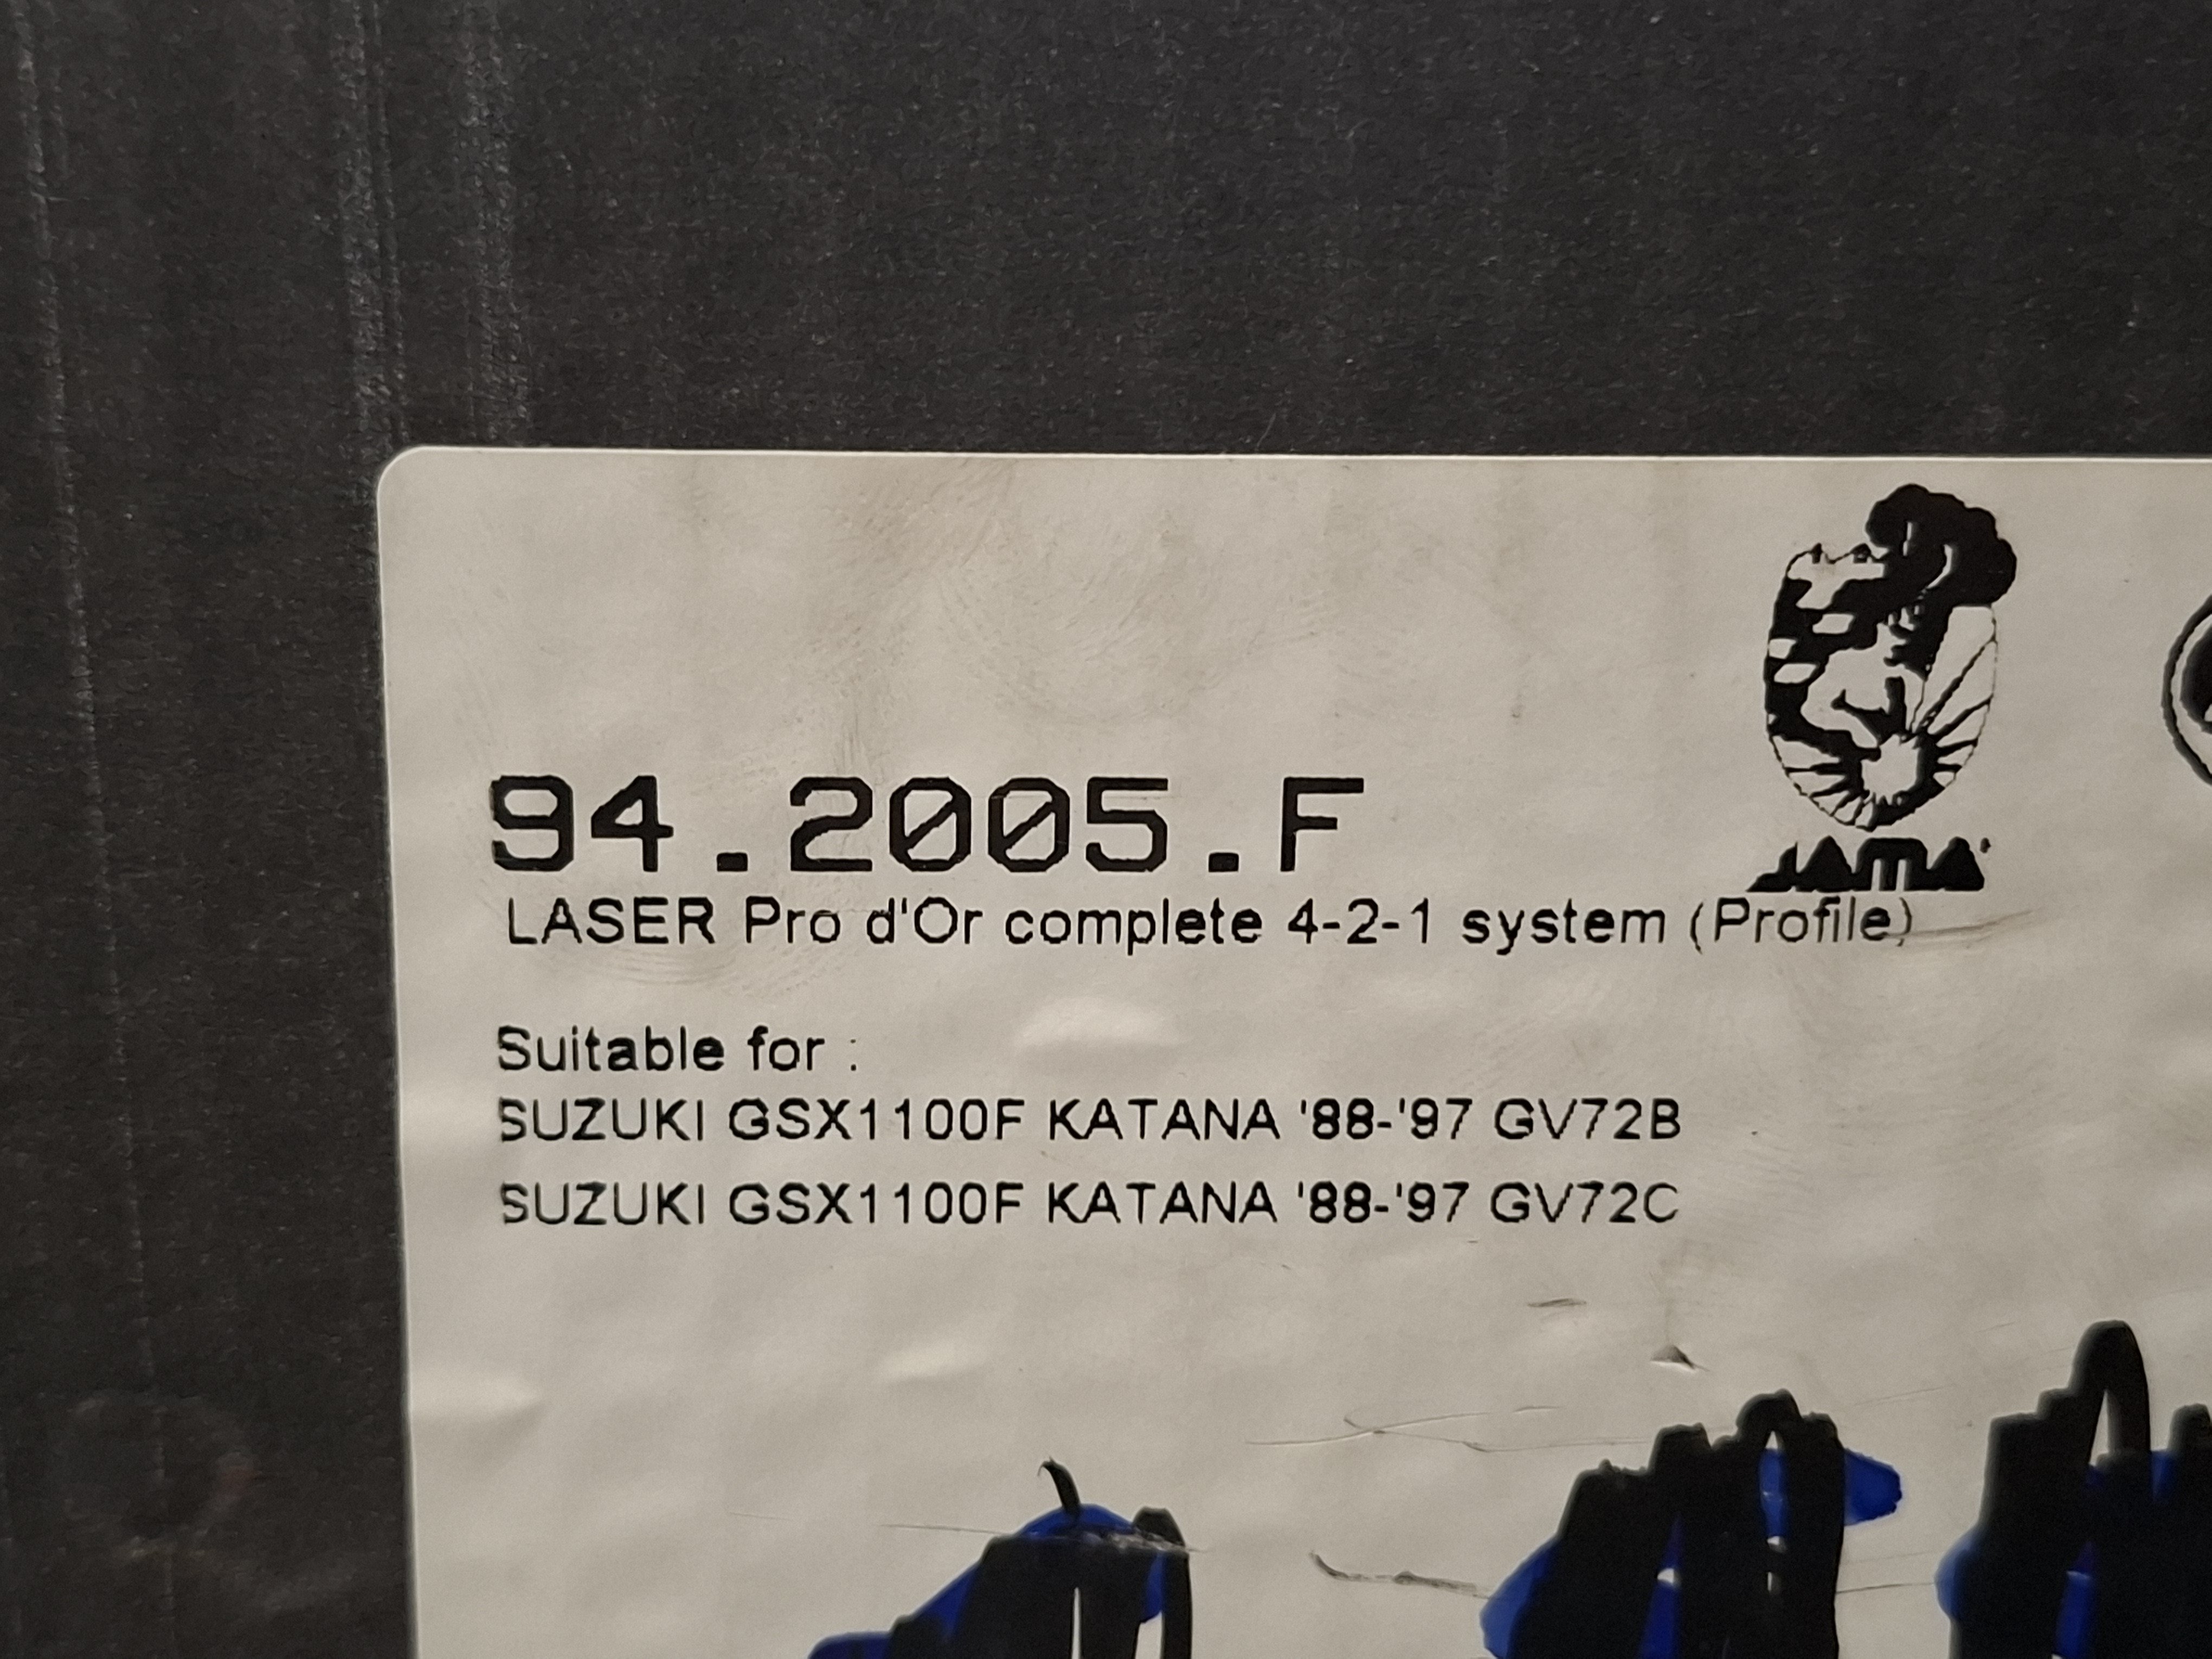 JAMA
94.2005.F
LASER Pro d'Or complete 4-2-1 system (Profile)
Suitable for :
SUZUKI GSX1100F KATANA '88-'97 GV72B
SUZUKI GSX1100F KATANA '88-'97 GV72C